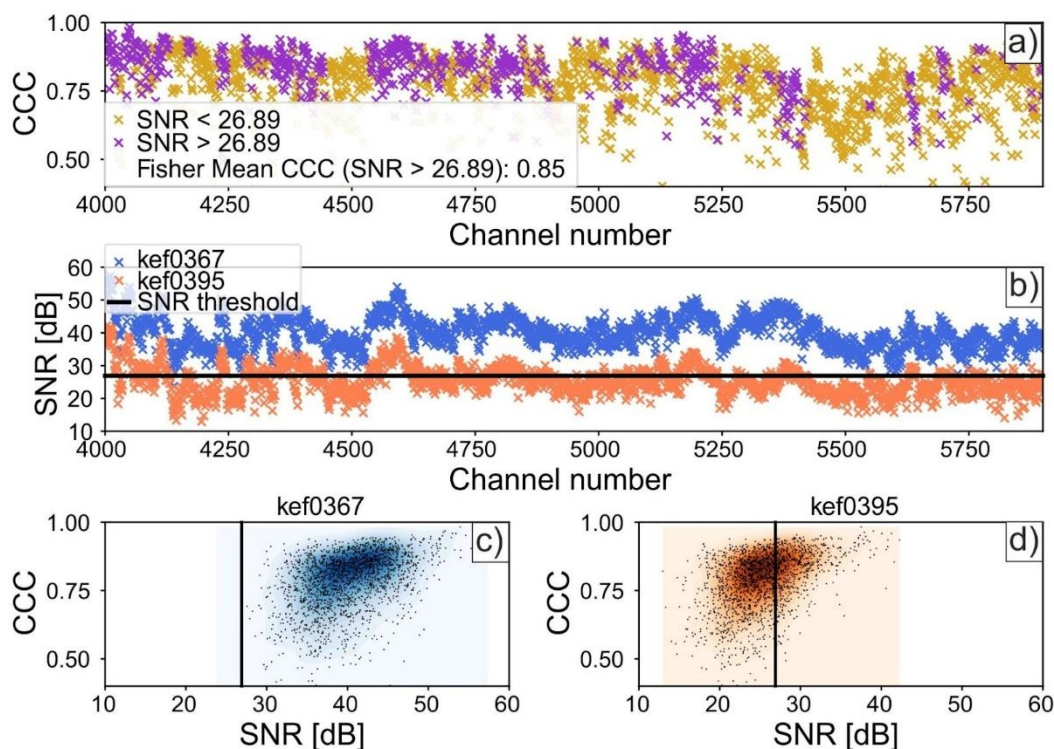 a)
1.00
0.75
0.50
CCC
SNR < 26.89
SNR > 26.89
Fisher Mean CCC (SNR > 26.89): 0.85
4000 4250 4500 4750 5000 5250 5500 5750
Channel number
b)
kef0367
kef0395
SNR threshold
60
50
40
30
20
10
SNR [dB]
4000 4250 4500 4750 5000 5250 5500 5750
Channel number
kef0367
c)
1.00
0.75
0.50
CCC
10 20 30 40 50 60
SNR [dB]
kef0395
d)
1.00
0.75
0.50
CCC
10 20 30 40 50 60
SNR [dB]